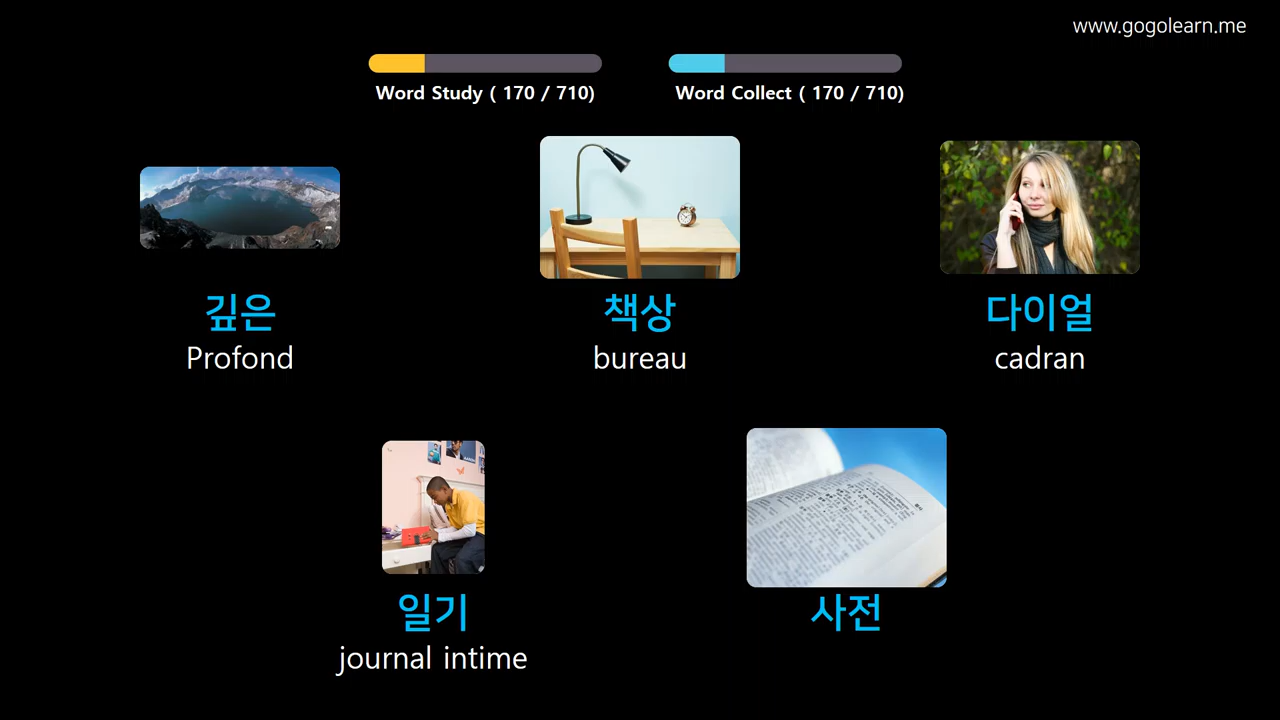 www.gogolearn.me
Word Study ( 170 / 710)
Word Collect ( 170 / 710)
깊은
Profond
책상
bureau
다이얼
cadran
일기
journal intime
사전